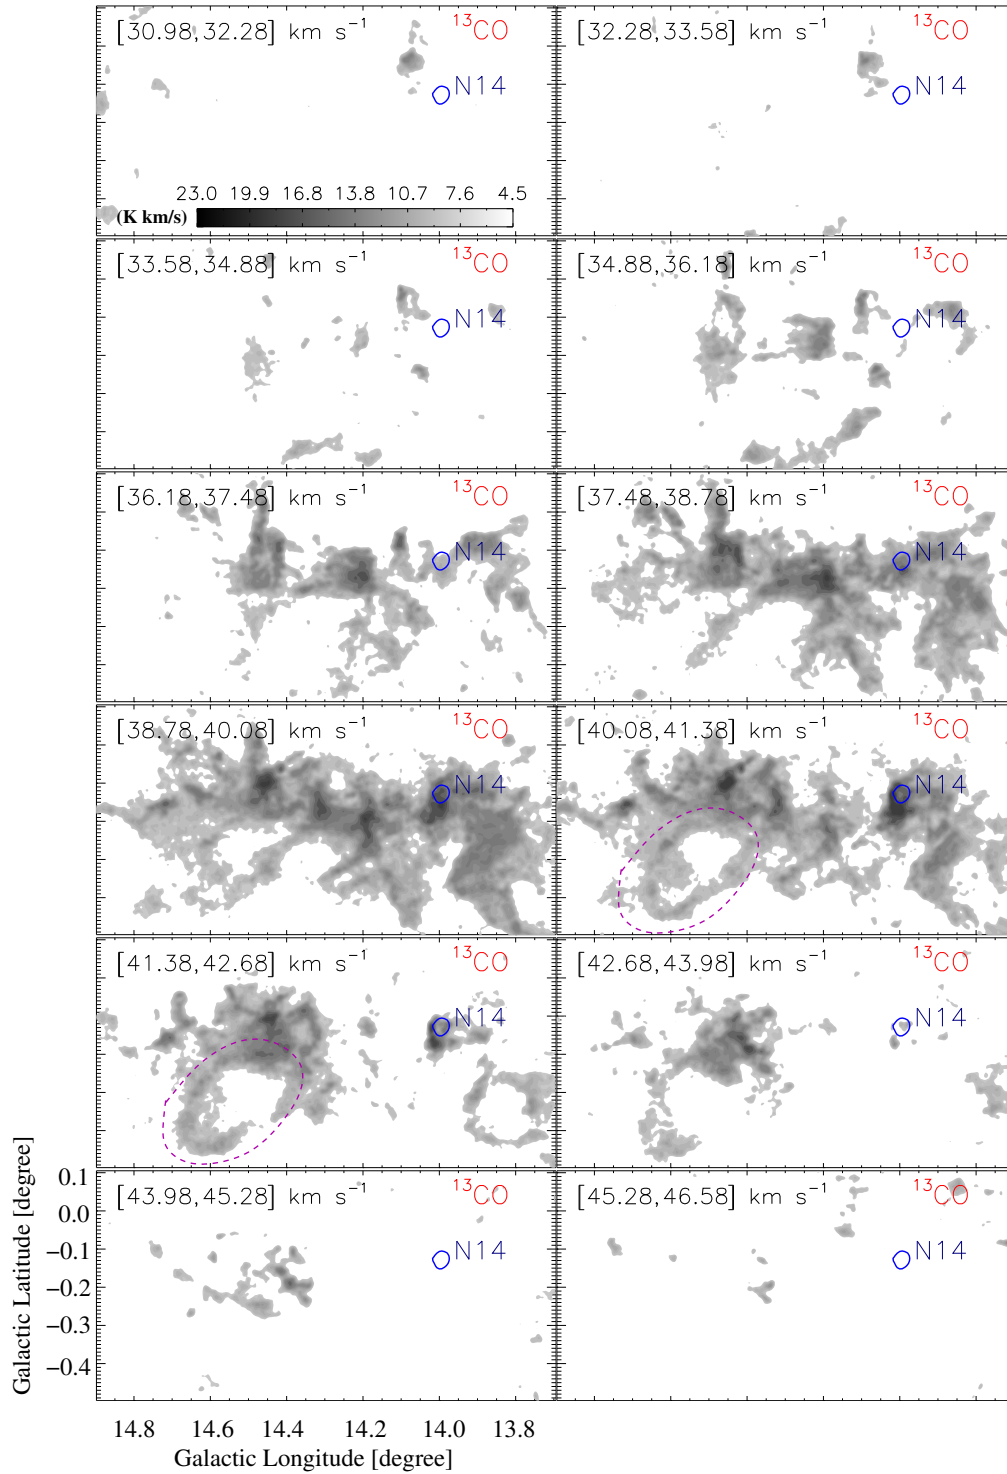 [30.98,32.28] km s⁻¹ ¹³CO
N14
23.0 19.9 16.8 13.8 10.7 7.6 4.5
(K km/s)
[32.28,33.58] km s⁻¹ ¹³CO
N14
[33.58,34.88] km s⁻¹ ¹³CO
N14
[34.88,36.18] km s⁻¹ ¹³CO
N14
[36.18,37.48] km s⁻¹ ¹³CO
N14
[37.48,38.78] km s⁻¹ ¹³CO
N14
[38.78,40.08] km s⁻¹ ¹³CO
N14
[40.08,41.38] km s⁻¹ ¹³CO
N14
[41.38,42.68] km s⁻¹ ¹³CO
N14
[42.68,43.98] km s⁻¹ ¹³CO
N14
[43.98,45.28] km s⁻¹ ¹³CO
N14
[45.28,46.58] km s⁻¹ ¹³CO
N14
0.1
0.0
−0.1
−0.2
−0.3
−0.4
Galactic Latitude [degree]
14.8 14.6 14.4 14.2 14.0 13.8
Galactic Longitude [degree]